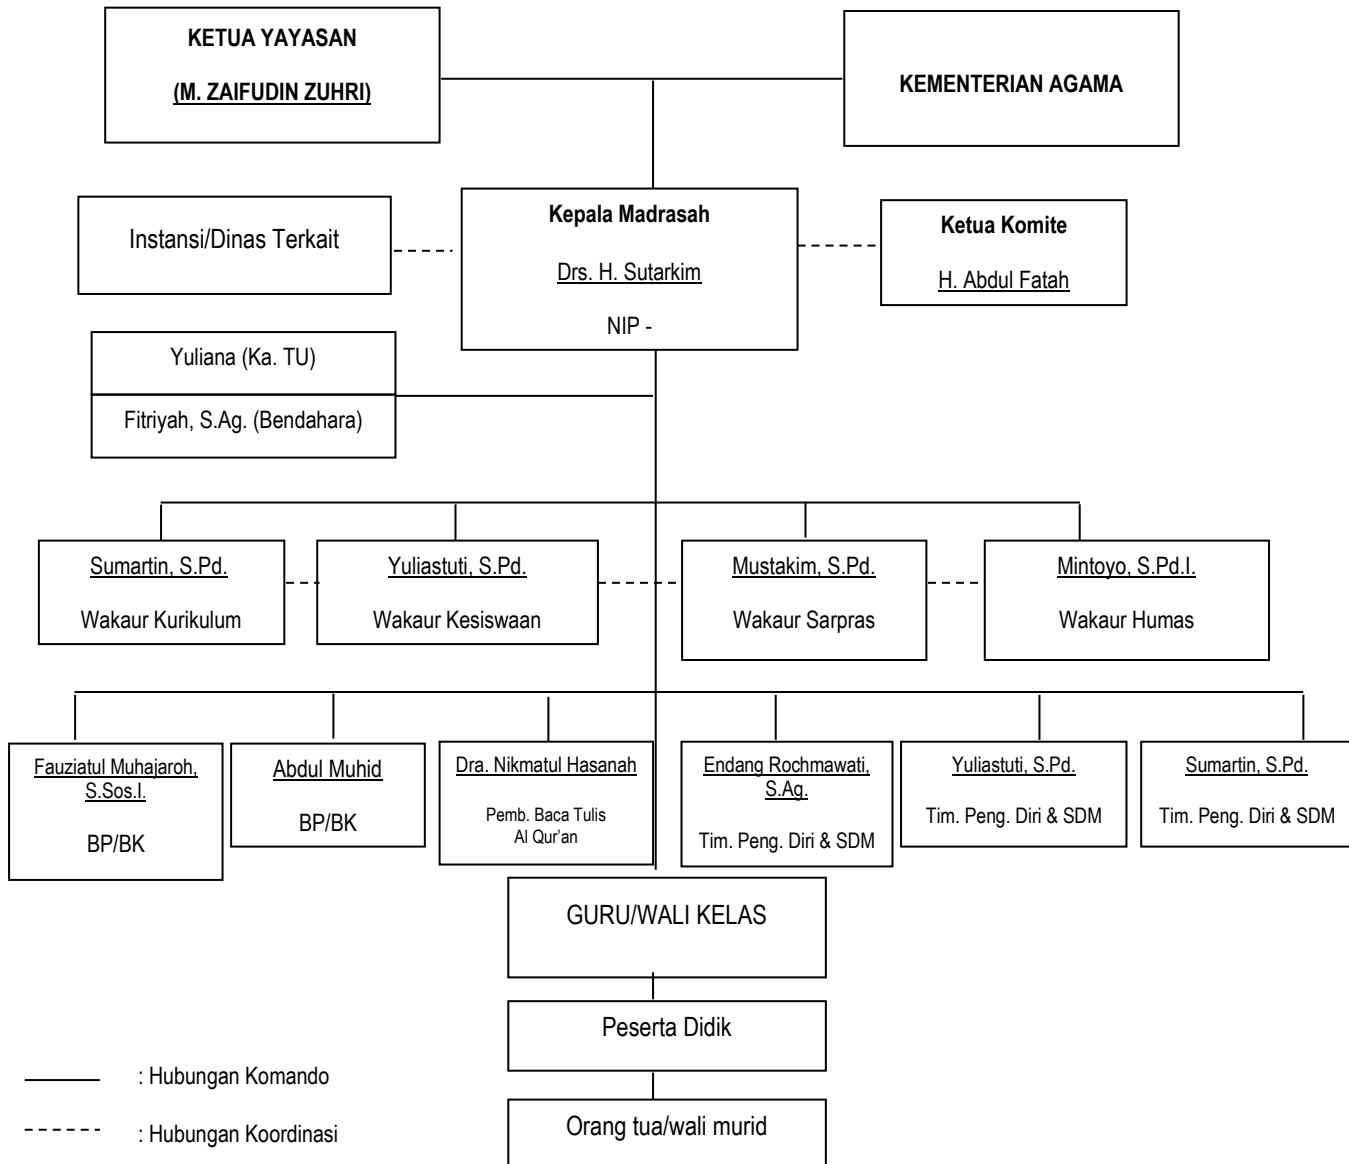 KETUA YAYASAN
(M. ZAIFUDIN ZUHRI)
KEMENTERIAN AGAMA
Instansi/Dinas Terkait
Kepala Madrasah
Drs. H. Sutarkim
NIP -
Ketua Komite
H. Abdul Fatah
Yuliana (Ka. TU)
Fitriyah, S.Ag. (Bendahara)
Sumartin, S.Pd.
Wakaur Kurikulum
Yuliastuti, S.Pd.
Wakaur Kesiswaan
Mustakim, S.Pd.
Wakaur Sarpras
Mintoyo, S.Pd.I.
Wakaur Humas
Fauziatul Muhajaroh,
S.Sos.I.
BP/BK
Abdul Muhid
BP/BK
Dra. Nikmatul Hasanah
Pemb. Baca Tulis
Al Qur'an
Endang Rochmawati,
S.Ag.
Tim. Peng. Diri & SDM
Yuliastuti, S.Pd.
Tim. Peng. Diri & SDM
Sumartin, S.Pd.
Tim. Peng. Diri & SDM
GURU/WALI KELAS
Peserta Didik
Orang tua/wali murid
: Hubungan Komando
: Hubungan Koordinasi